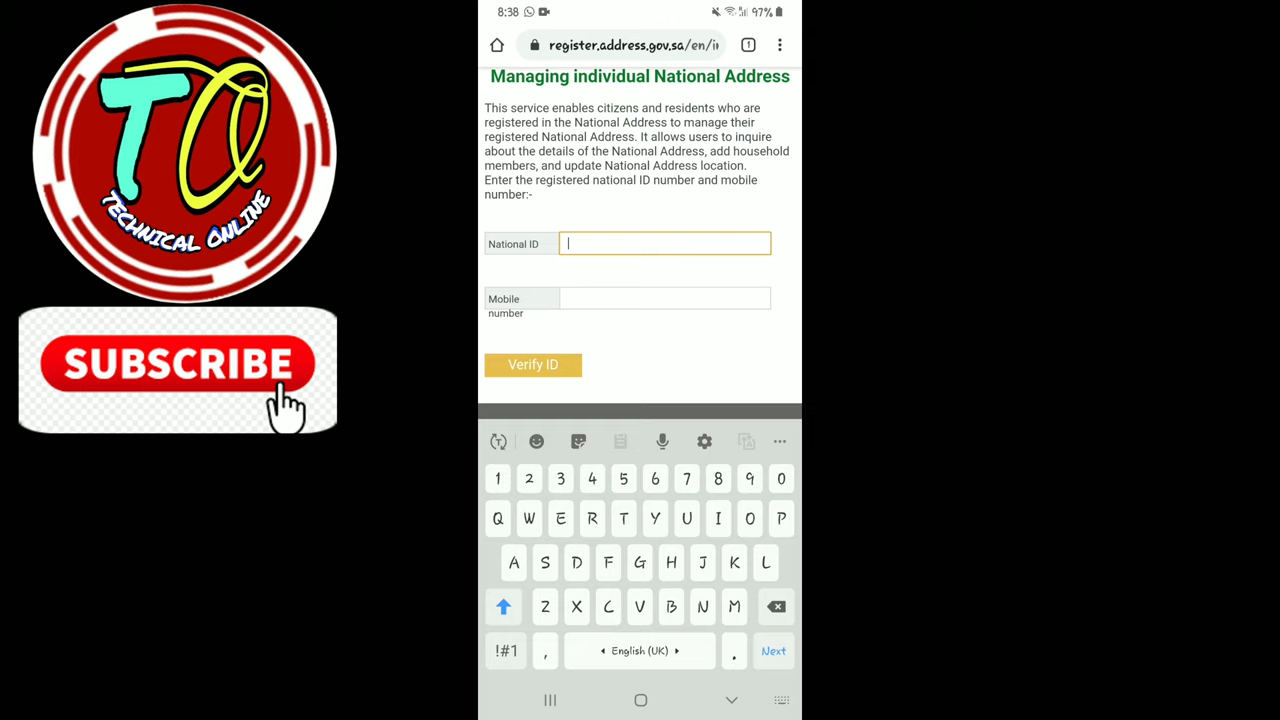 TO
TECHNICAL ONLINE
SUBSCRIBE
8:38
97%
register.address.gov.sa/en/i
1
Managing individual National Address
This service enables citizens and residents who are
registered in the National Address to manage their
registered National Address. It allows users to inquire
about the details of the National Address, add household
members, and update National Address location.
Enter the registered national ID number and mobile
number:-
National ID
Mobile
number
Verify ID
1 2 3 4 5 6 7 8 9 0
Q W E R T Y U I O P
A S D F G H J K L
Z X C V B N M
!#1 , English (UK) . Next